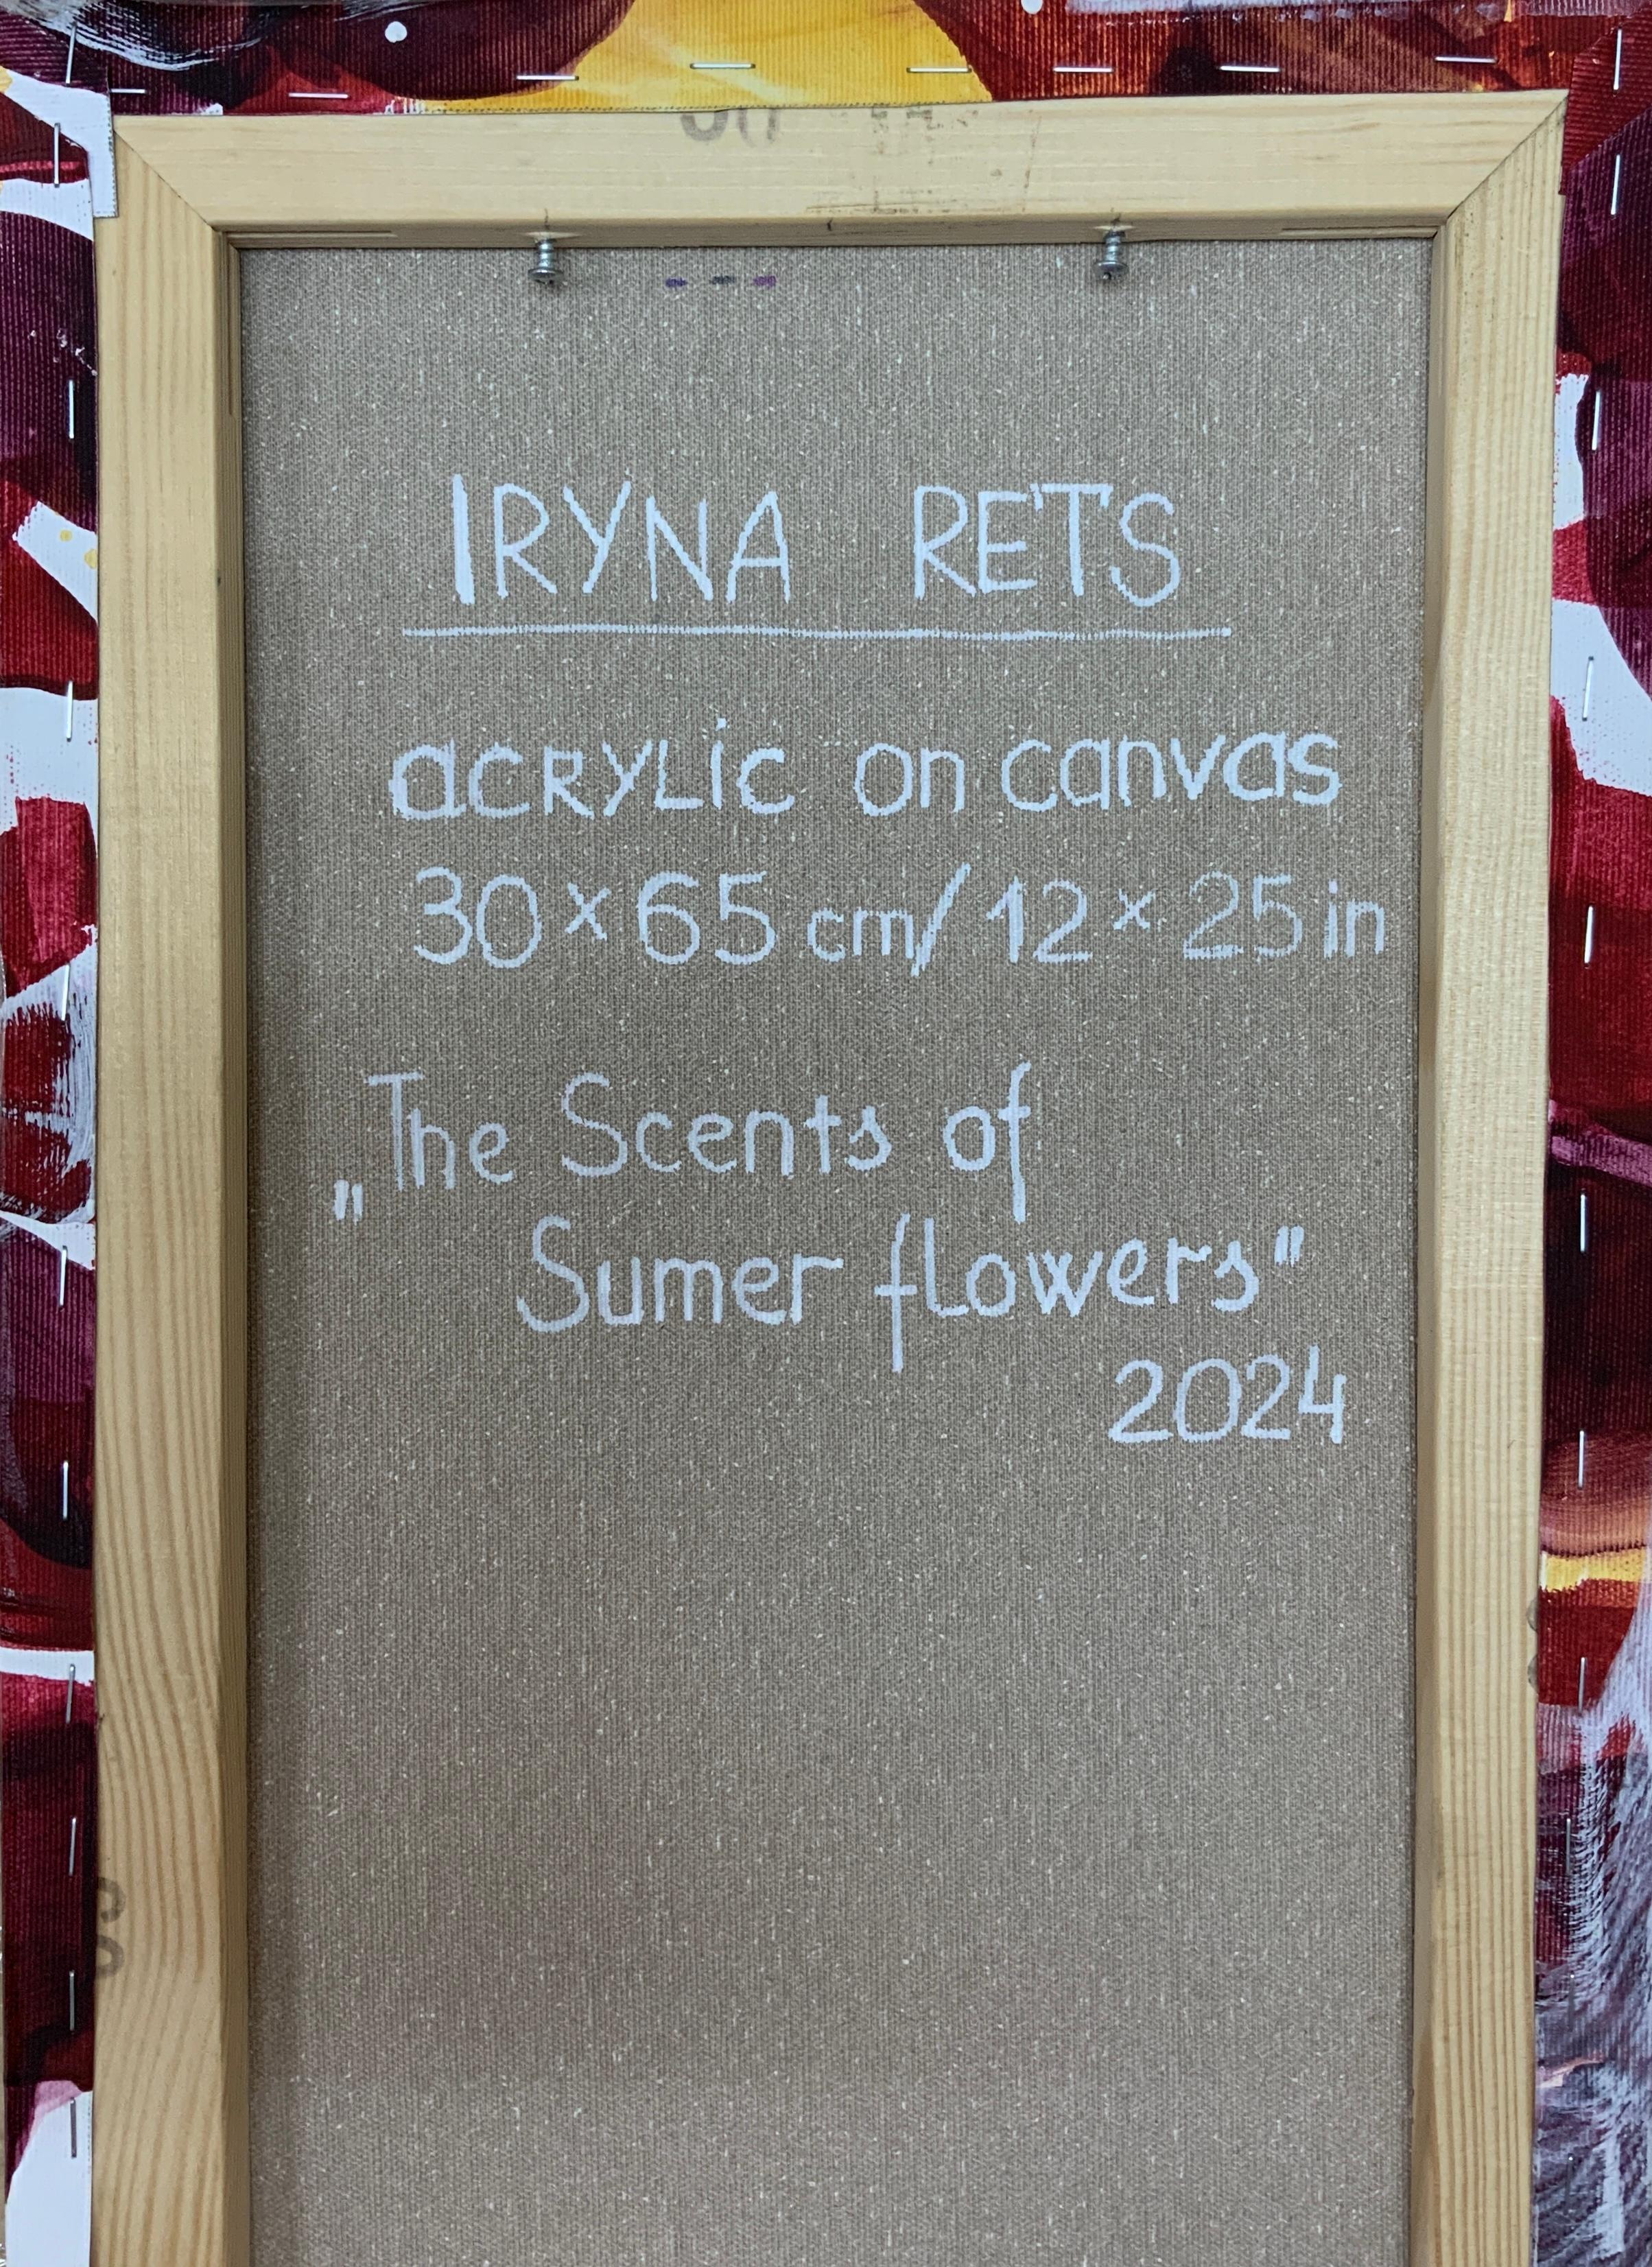 IRYNA RETS
acrylic on canvas
30×65 cm/12×25 in
„The Scents of
Sumer flowers"
2024